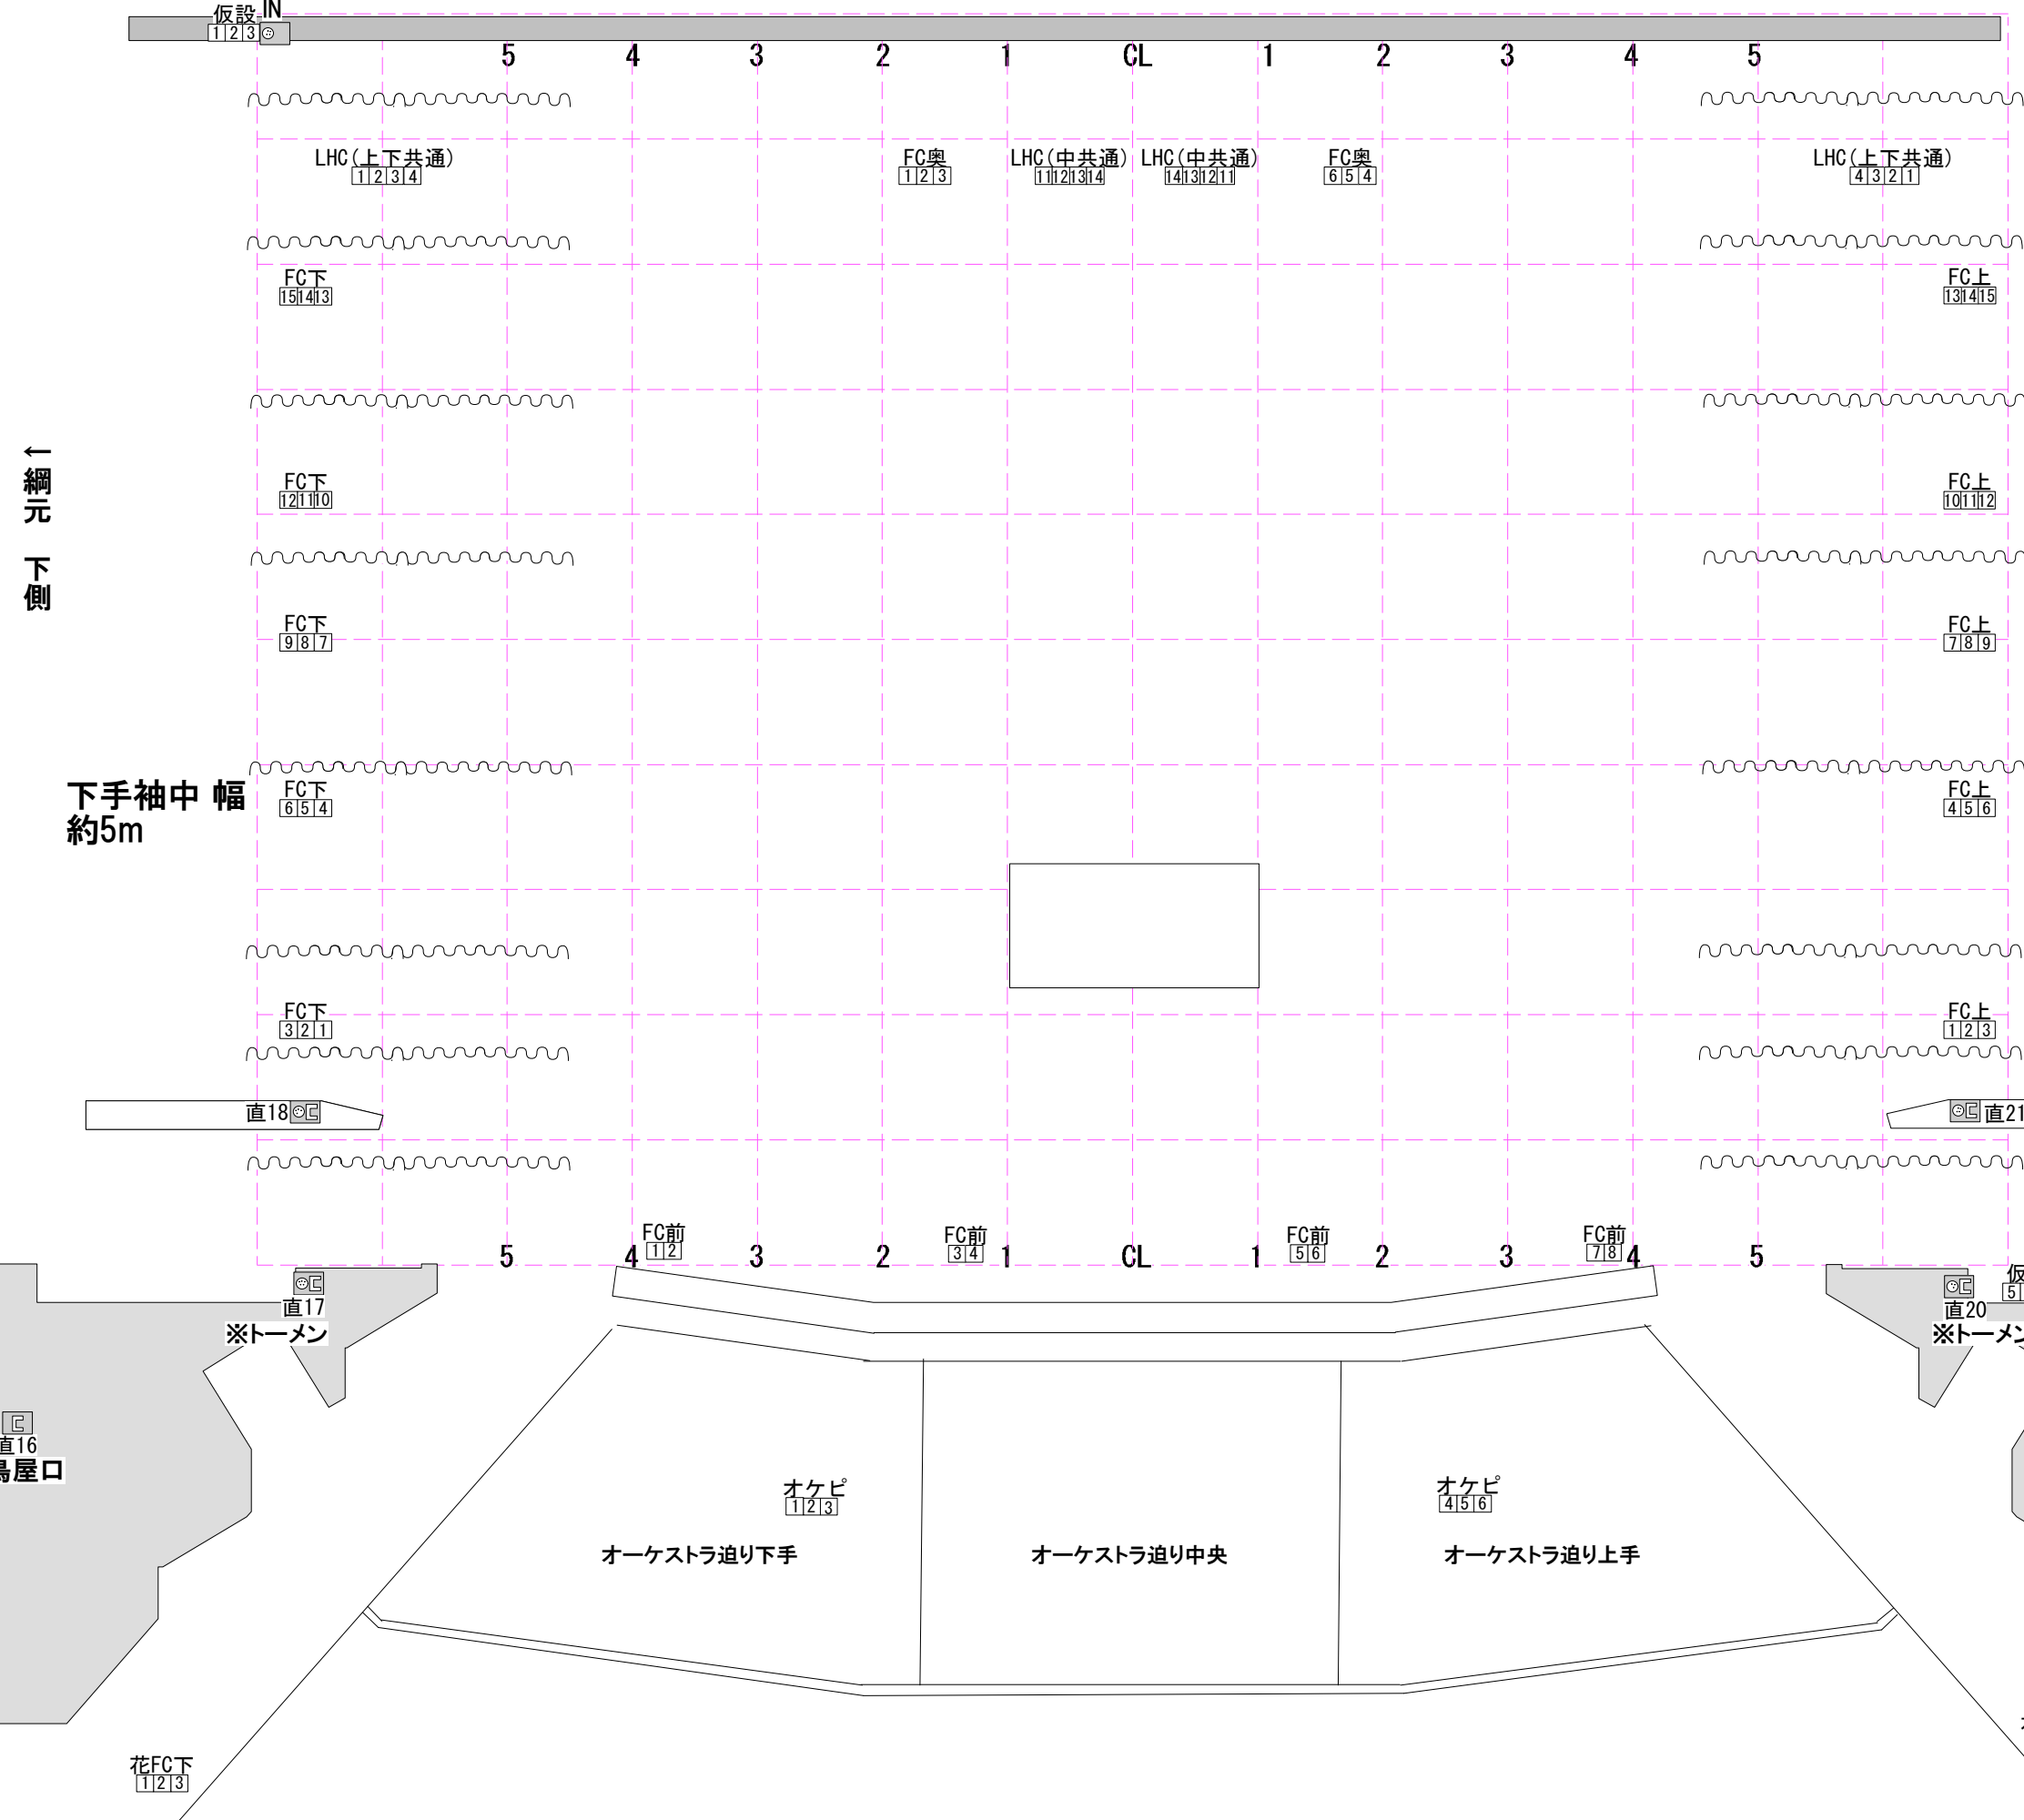 仮設 IN
1 2 3
5 4 3 2 1 CL 1 2 3 4 5
LHC(上下共通)
1 2 3 4
FC奥
1 2 3
LHC(中共通)
11 12 13 14
LHC(中共通)
14 13 12 11
FC奥
6 5 4
LHC(上下共通)
4 3 2 1
FC下
15 14 13
FC上
13 14 15
←綱元 下側
FC下
12 11 10
FC上
10 11 12
FC下
9 8 7
FC上
7 8 9
下手袖中 幅
約5m
FC下
6 5 4
FC上
4 5 6
FC下
3 2 1
FC上
1 2 3
直18
直21
FC前
1 2
FC前
3 4
FC前
5 6
FC前
7 8
5 4 3 2 1 CL 1 2 3 4 5
直17
※トーメン
仮
5
直20
※トーメン
直16
鳥屋口
オケピ
1 2 3
オケピ
4 5 6
オーケストラ迫り下手
オーケストラ迫り中央
オーケストラ迫り上手
花FC下
1 2 3